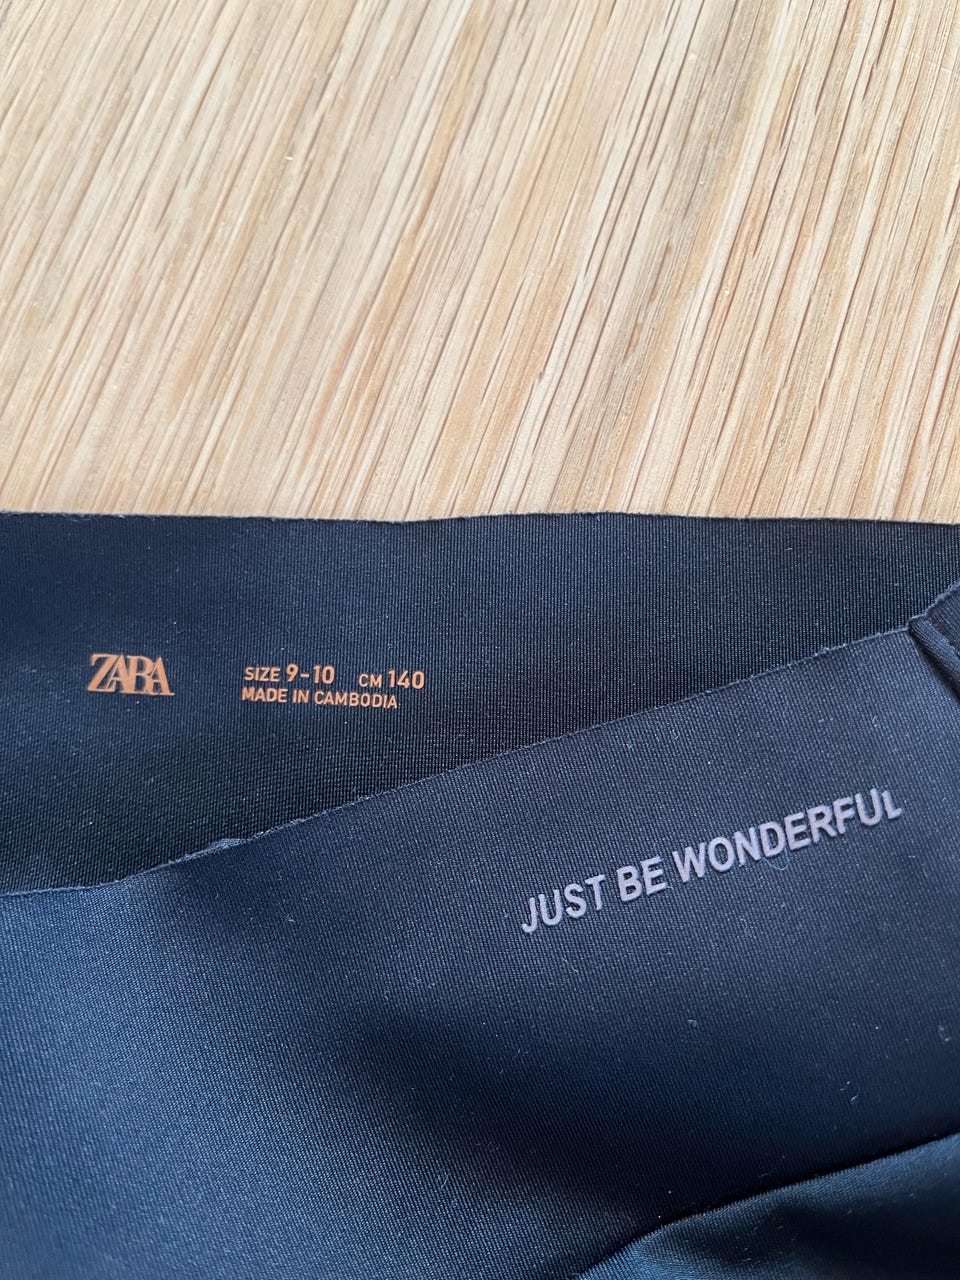 ZARA
SIZE 9-10 CM 140
MADE IN CAMBODIA
JUST BE WONDERFUL